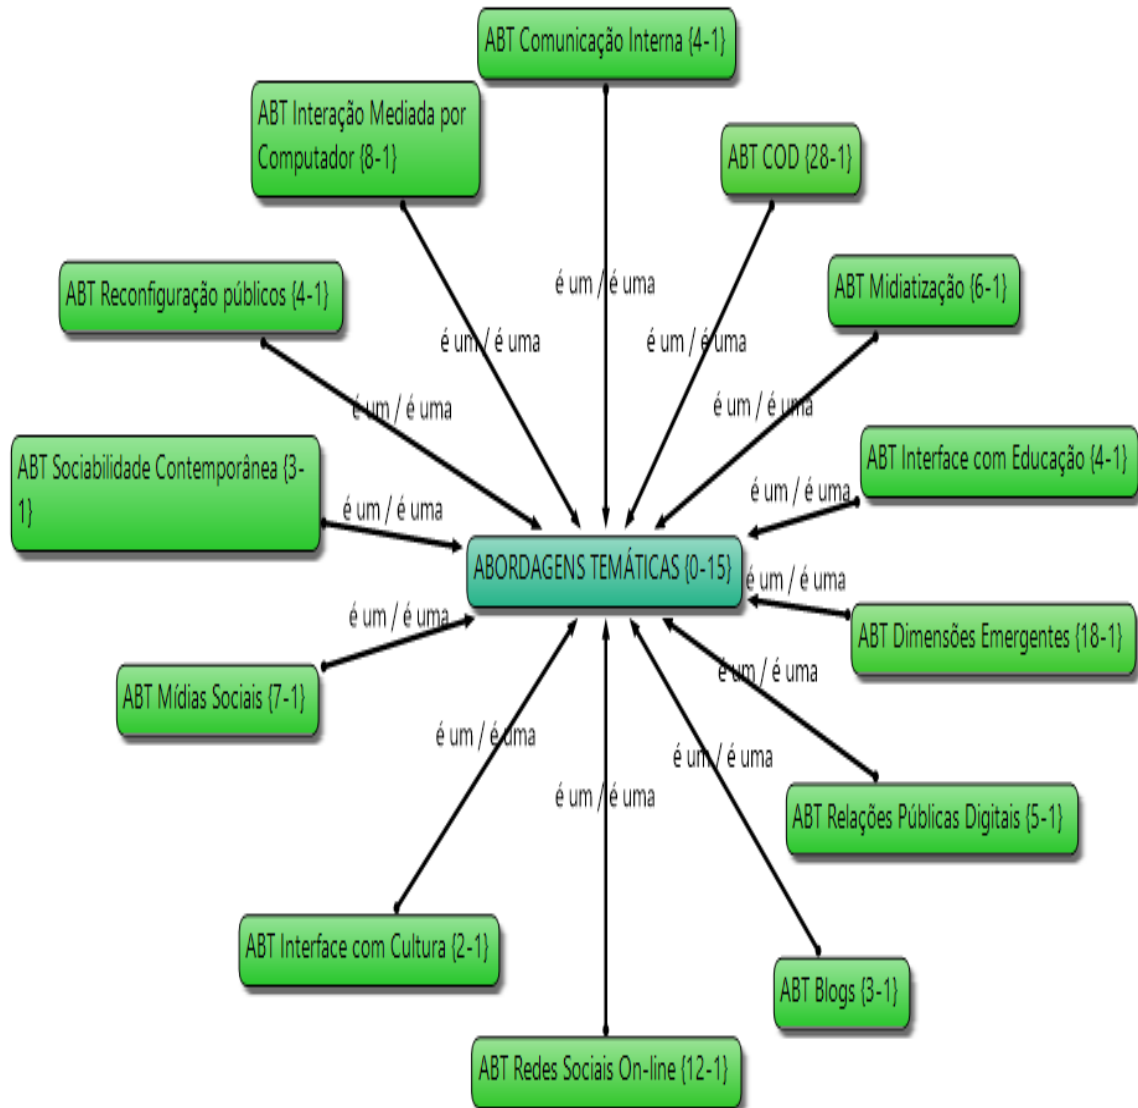 ABT Comunicação Interna {4-1}
ABT Interação Mediada por
Computador {8-1}
ABT COD {28-1}
ABT Reconfiguração públicos {4-1}
ABT Midiatização {6-1}
é um / é uma
é um / é uma
é um / é uma
é um / é uma
é um / é uma
ABT Sociabilidade Contemporânea {3-
1}
ABT Interface com Educação {4-1}
é um / é uma
é um / é uma
ABORDAGENS TEMÁTICAS {0-15}
é um / é uma
é um / é uma
ABT Dimensões Emergentes {18-1}
ABT Mídias Sociais {7-1}
é um / é uma
é um / é uma
é um / é uma
é um / é uma
ABT Relações Públicas Digitais {5-1}
ABT Interface com Cultura {2-1}
ABT Blogs {3-1}
ABT Redes Sociais On-line {12-1}